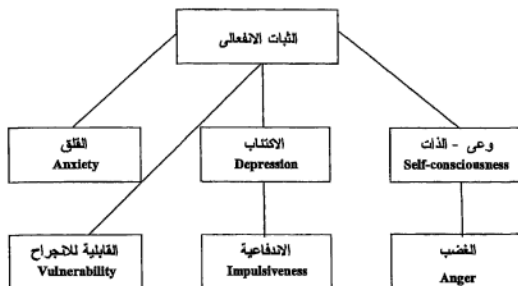 الثبات الانفعالى
وعى - الذات
Self-consciousness
الاكتئاب
Depression
القلق
Anxiety
الغضب
Anger
الاندفاعية
Impulsiveness
القابلية للانجراح
Vulnerability